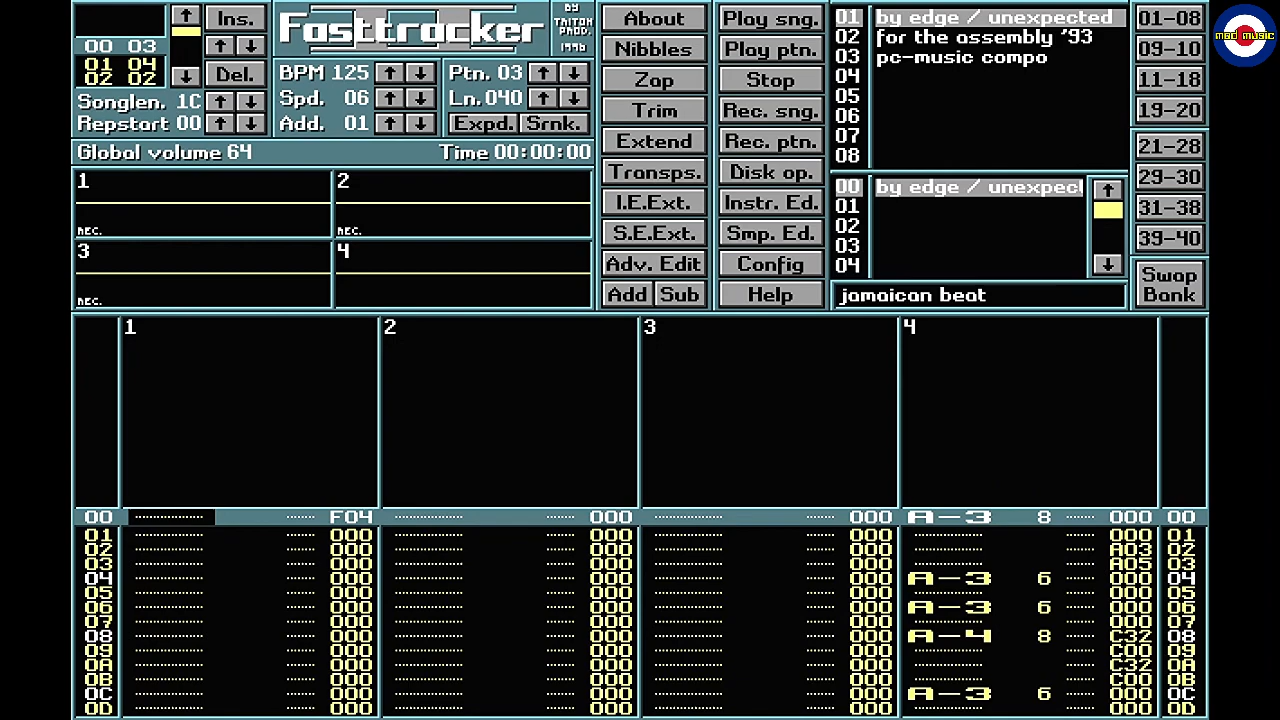 00 03
01 04
02 02
Ins.
Del.
Songlen. 1C
Repstart 00
Fasttracker
BY
TRITON
PROD.
1996
BPM 125
Spd. 06
Add. 01
Ptn. 03
Ln. 040
Expd. Srnk.
Global volume 64
Time 00:00:00
1
REC.
2
REC.
3
REC.
4
About
Nibbles
Zap
Trim
Extend
Transps.
I.E.Ext.
S.E.Ext.
Adv. Edit
Add Sub
Play sng.
Play ptn.
Stop
Rec. sng.
Rec. ptn.
Disk op.
Instr. Ed.
Smp. Ed.
Config
Help
01 by edge / unexpected
02 for the assembly '93
03 pc-music compo
04
05
06
07
08
00 by edge / unexpect
01
02
03
04
jamaican beat
01-08
09-10
11-18
19-20
21-28
29-30
31-38
39-40
Swap
Bank
mad music
1 2 3 4
00 F04 000 000 A-3 8 000 00
01 000 000 000 000 01
02 000 000 000 A03 02
03 000 000 000 A05 03
04 000 000 000 A-3 6 000 04
05 000 000 000 000 05
06 000 000 000 A-3 6 000 06
07 000 000 000 000 07
08 000 000 000 A-4 8 C32 08
09 000 000 000 C00 09
0A 000 000 000 C32 0A
0B 000 000 000 C00 0B
0C 000 000 000 A-3 6 000 0C
0D 000 000 000 000 0D